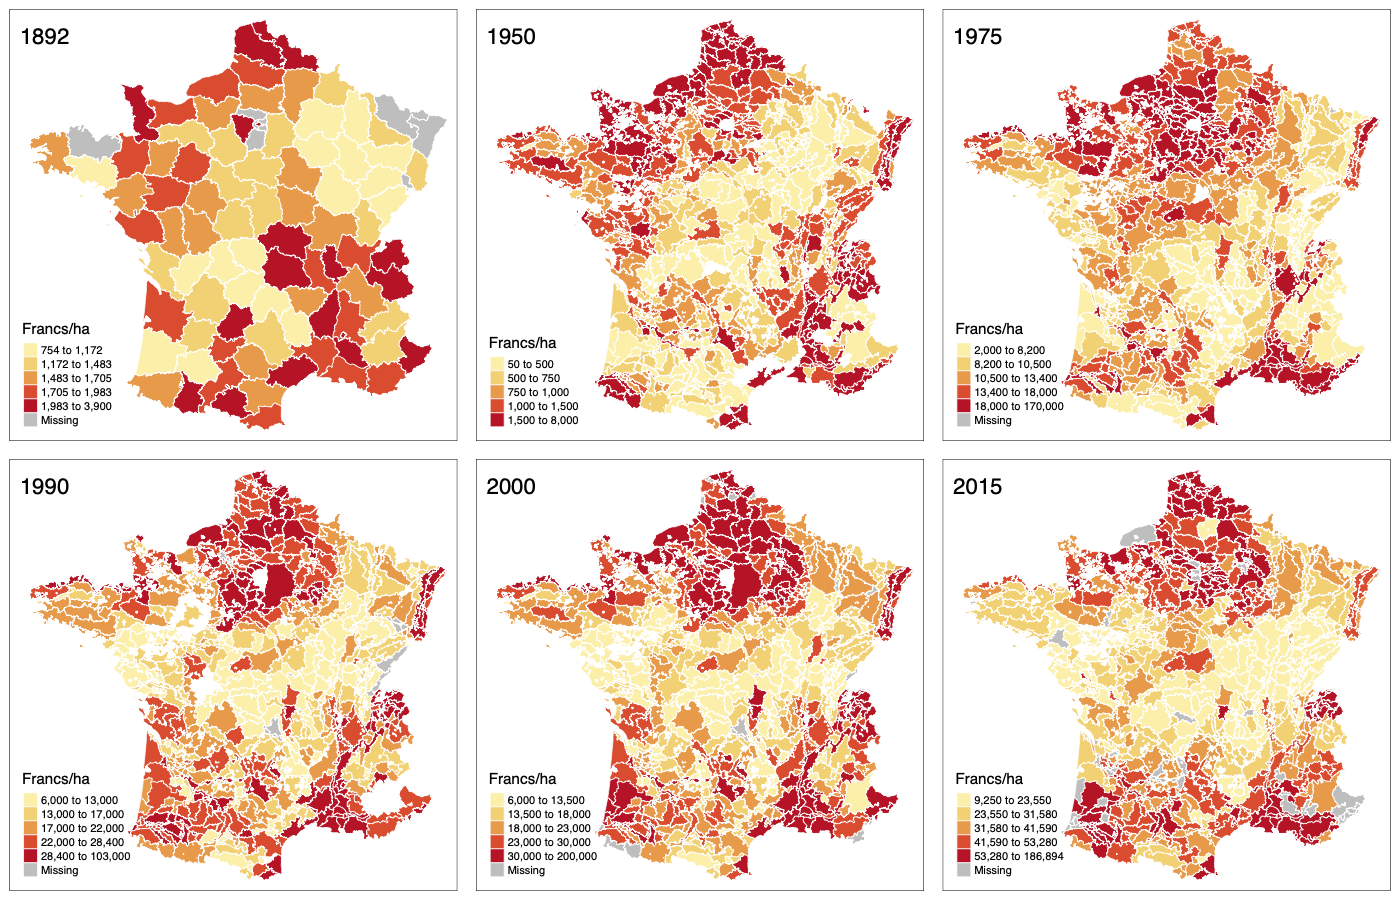 1892
Francs/ha
754 to 1,172
1,172 to 1,483
1,483 to 1,705
1,705 to 1,983
1,983 to 3,900
Missing
1950
Francs/ha
50 to 500
500 to 750
750 to 1,000
1,000 to 1,500
1,500 to 8,000
1975
Francs/ha
2,000 to 8,200
8,200 to 10,500
10,500 to 13,400
13,400 to 18,000
18,000 to 170,000
Missing
1990
Francs/ha
6,000 to 13,000
13,000 to 17,000
17,000 to 22,000
22,000 to 28,400
28,400 to 103,000
Missing
2000
Francs/ha
6,000 to 13,500
13,500 to 18,000
18,000 to 23,000
23,000 to 30,000
30,000 to 200,000
Missing
2015
Francs/ha
9,250 to 23,550
23,550 to 31,580
31,580 to 41,590
41,590 to 53,280
53,280 to 186,894
Missing